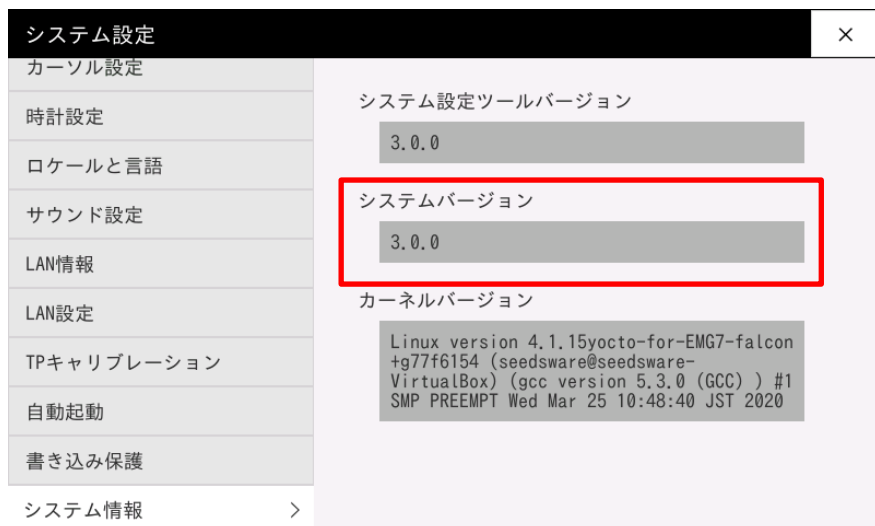 システム設定
×
カーソル設定
時計設定
ロケールと言語
サウンド設定
LAN情報
LAN設定
TPキャリブレーション
自動起動
書き込み保護
システム情報
>
システム設定ツールバージョン
3.0.0
システムバージョン
3.0.0
カーネルバージョン
Linux version 4.1.15yocto-for-EMG7-falcon
+g77f6154 (seedsware@seedsware-
VirtualBox) (gcc version 5.3.0 (GCC) ) #1
SMP PREEMPT Wed Mar 25 10:48:40 JST 2020